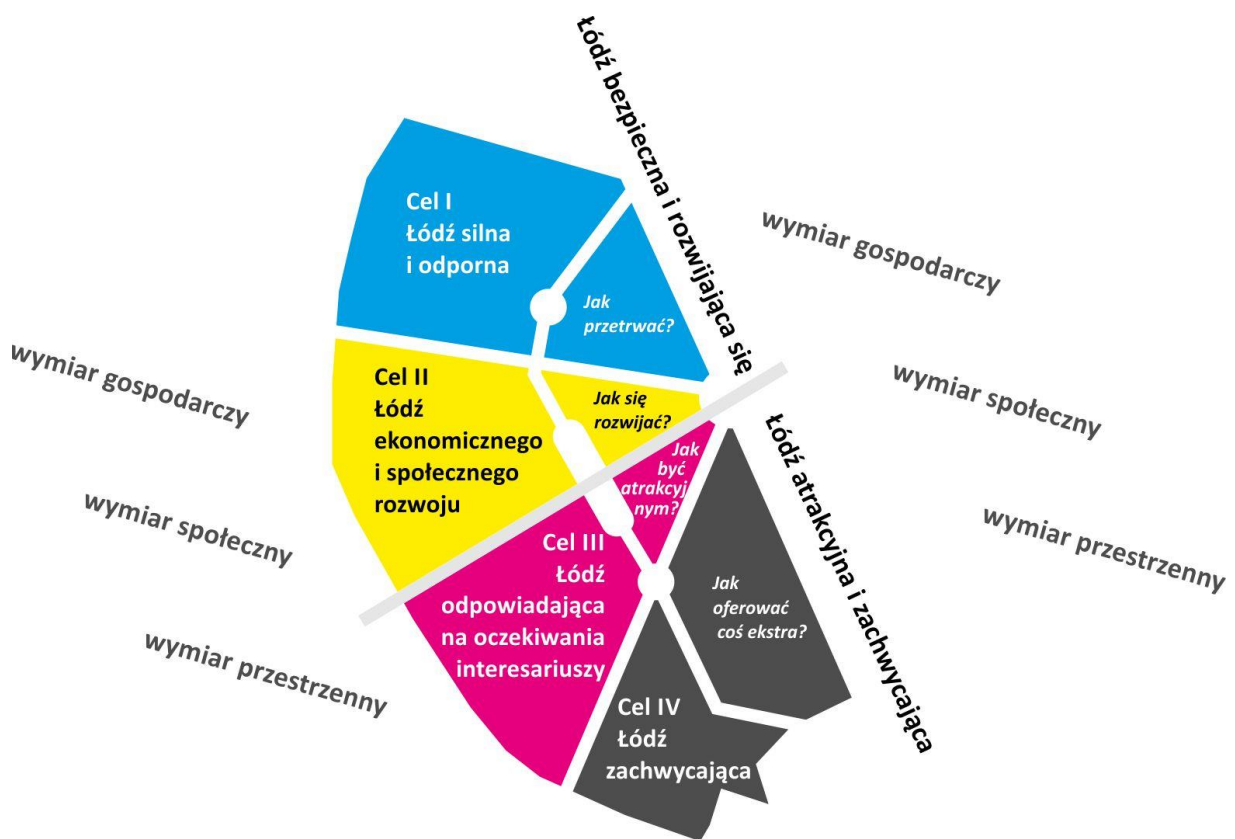 Łódź bezpieczna i rozwijająca się
Cel I
Łódź silna
i odporna
Jak
przetrwać?
wymiar gospodarczy
wymiar społeczny
wymiar przestrzenny
wymiar gospodarczy
wymiar społeczny
wymiar przestrzenny
Cel II
Łódź
ekonomicznego
i społecznego
rozwoju
Jak się
rozwijać?
Łódź atrakcyjna i zachwycająca
Jak
być
atrakcyj
nym?
Cel III
Łódź
odpowiadająca
na oczekiwania
interesariuszy
Jak
oferować
coś ekstra?
Cel IV
Łódź
zachwycająca